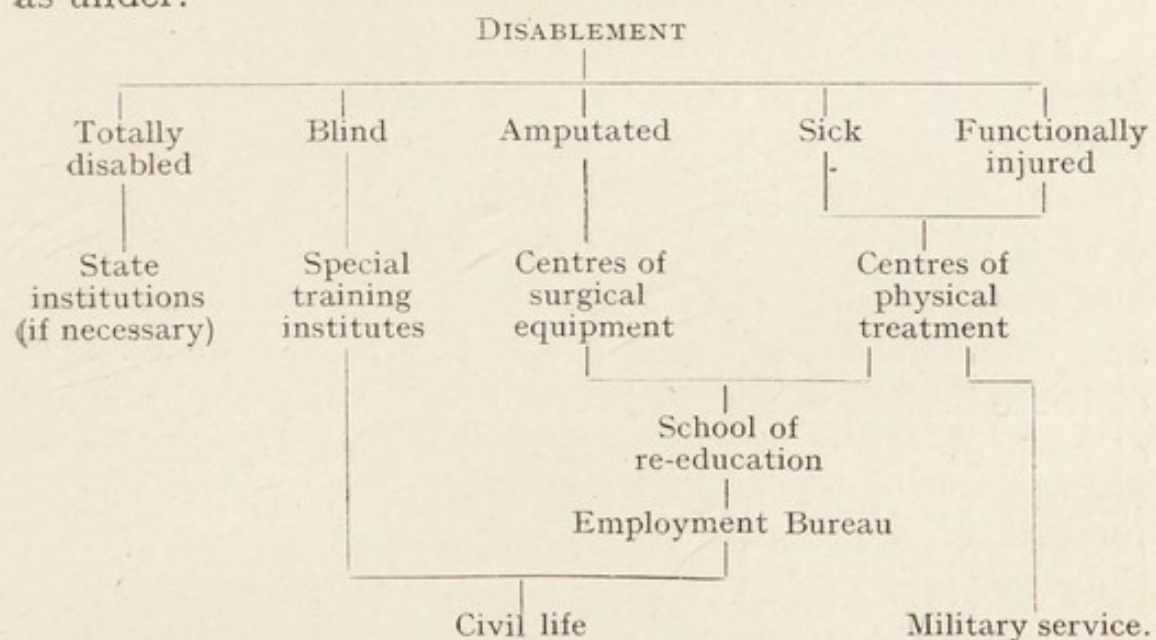 as under:
DISABLEMENT
Totally disabled
Blind
Amputated
Sick
Functionally injured
State institutions (if necessary)
Special training institutes
Centres of surgical equipment
Centres of physical treatment
School of re-education
Employment Bureau
Civil life
Military service.